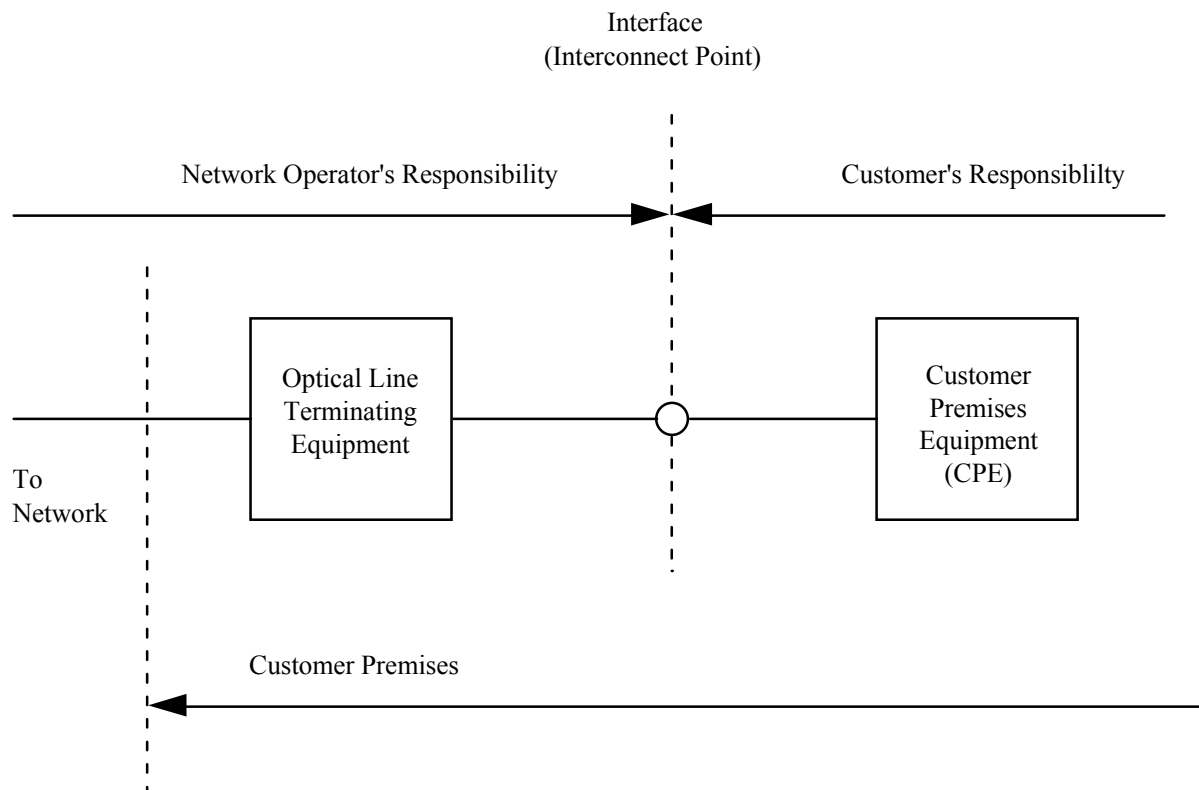 Interface
(Interconnect Point)
Network Operator's Responsibility
Customer's Responsiblilty
Optical Line
Terminating
Equipment
Customer
Premises
Equipment
(CPE)
To
Network
Customer Premises